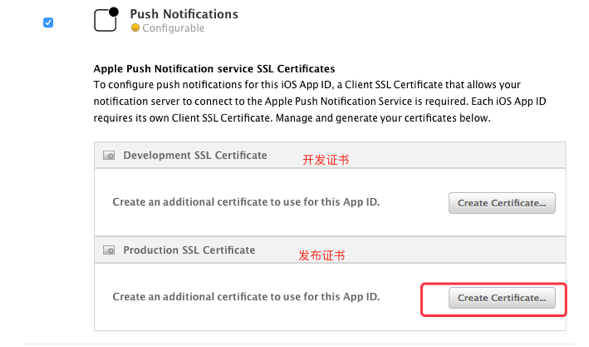 Push Notifications
Configurable
Apple Push Notification service SSL Certificates
To configure push notifications for this iOS App ID, a Client SSL Certificate that allows your
notification server to connect to the Apple Push Notification Service is required. Each iOS App ID
requires its own Client SSL Certificate. Manage and generate your certificates below.
Development SSL Certificate 开发证书
Create an additional certificate to use for this App ID. Create Certificate...
Production SSL Certificate 发布证书
Create an additional certificate to use for this App ID. Create Certificate...